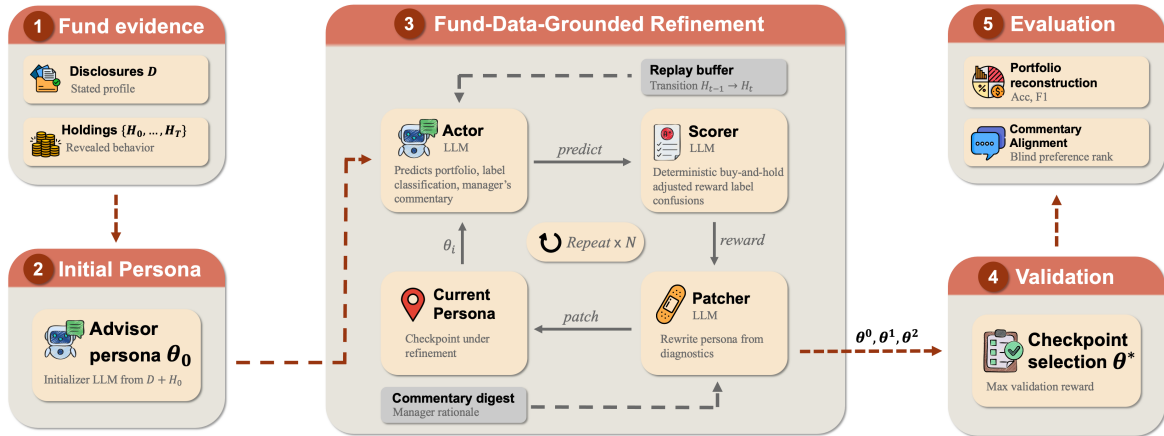 1 Fund evidence
Disclosures D
Stated profile
Holdings {H₀, ..., H_T}
Revealed behavior
2 Initial Persona
Advisor
persona θ₀
Initializer LLM from D + H₀
3 Fund-Data-Grounded Refinement
Replay buffer
Transition H_{t−1} → H_t
Actor
LLM
Predicts portfolio, label
classification, manager's
commentary
predict
Scorer
LLM
Deterministic buy-and-hold
adjusted reward label
confusions
θ_i
Repeat x N
reward
Current
Persona
Checkpoint under
refinement
patch
Patcher
LLM
Rewrite persona from
diagnostics
Commentary digest
Manager rationale
θ⁰, θ¹, θ²
4 Validation
Checkpoint
selection θ*
Max validation reward
5 Evaluation
Portfolio
reconstruction
Acc, F1
Commentary
Alignment
Blind preference rank